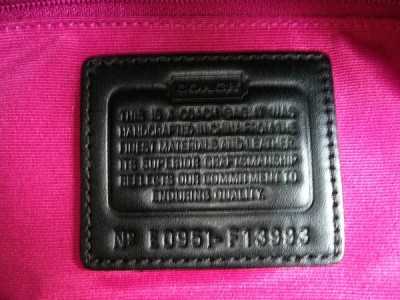 COACH
THIS IS A COACH BAG. IT WAS
HANDCRAFTED IN CHINA FROM THE
FINEST MATERIALS AND LEATHER.
ITS SUPERIOR CRAFTSMANSHIP
REFLECTS OUR COMMITMENT TO
ENDURING QUALITY.
Nº E0951-F13993